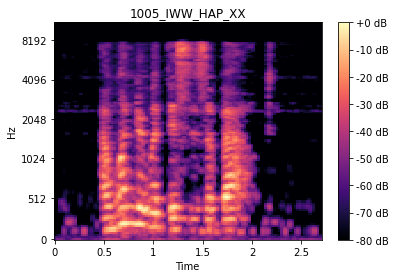 1005_IWW_HAP_XX
+0 dB
8192
-10 dB
4096
-20 dB
-30 dB
2048
Hz
-40 dB
1024
-50 dB
512
-60 dB
-70 dB
0
-80 dB
0 0.5 1 1.5 2 2.5
Time